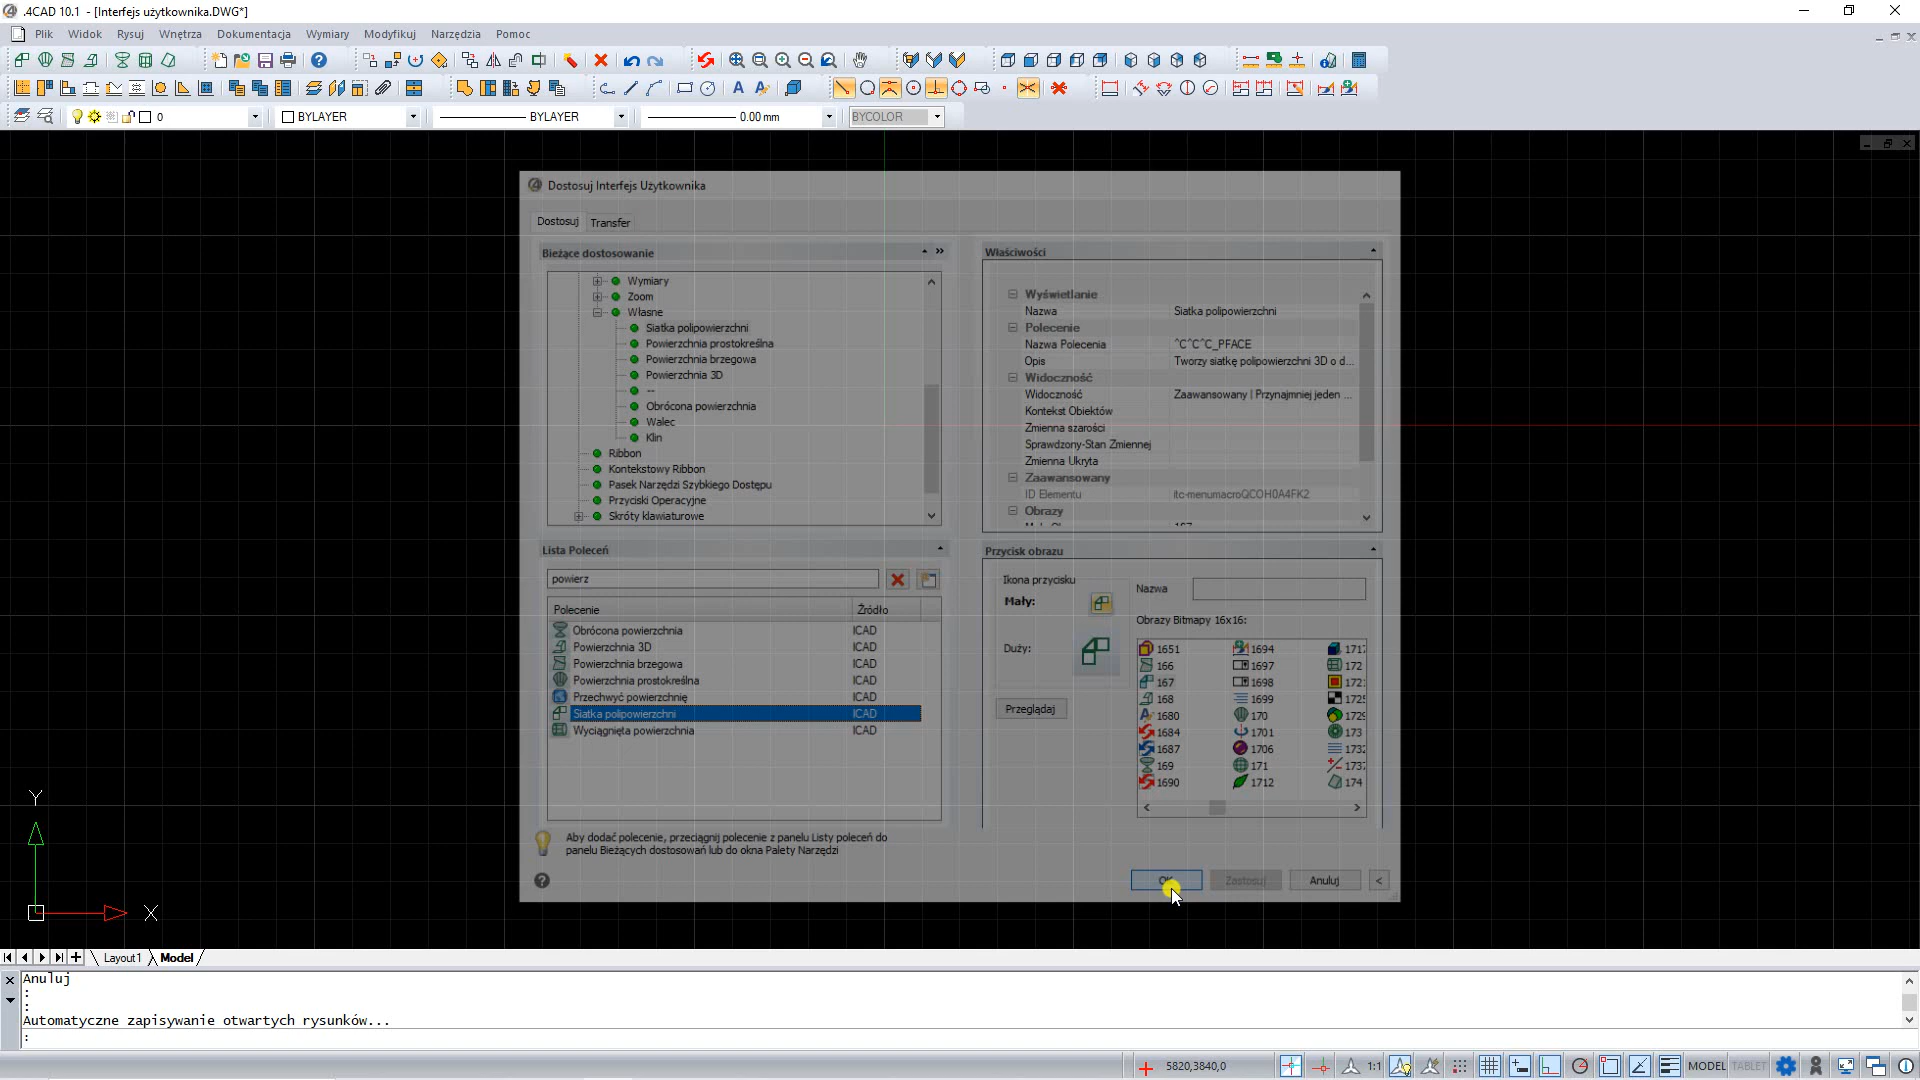 .4CAD 10.1 - [Interfejs użytkownika.DWG*]
Plik Widok Rysuj Wnętrza Dokumentacja Wymiary Modyfikuj Narzędzia Pomoc
0 BYLAYER BYLAYER 0.00 mm BYCOLOR
Dostosuj Interfejs Użytkownika
Dostosuj Transfer
Bieżące dostosowanie
Wymiary
Zoom
Własne
Siatka polipowierzchni
Powierzchnia prostokreślna
Powierzchnia brzegowa
Powierzchnia 3D
--
Obrócona powierzchnia
Walec
Klin
Ribbon
Kontekstowy Ribbon
Pasek Narzędzi Szybkiego Dostępu
Przyciski Operacyjne
Skróty klawiaturowe
Właściwości
Wyświetlanie
Nazwa Siatka polipowierzchni
Polecenie
Nazwa Polecenia ^C^C^C_PFACE
Opis Tworzy siatkę polipowierzchni 3D o d...
Widoczność
Widoczność Zaawansowany | Przynajmniej jeden ...
Kontekst Obiektów
Zmienna szarości
Sprawdzony-Stan Zmiennej
Zmienna Ukryta
Zaawansowany
ID Elementu itc-menumacroQCOH0A4FK2
Obrazy
Lista Poleceń
powierz
Polecenie Źródło
Obrócona powierzchnia ICAD
Powierzchnia 3D ICAD
Powierzchnia brzegowa ICAD
Powierzchnia prostokreślna ICAD
Przechwyć powierzchnię ICAD
Siatka polipowierzchni ICAD
Wyciągnięta powierzchnia ICAD
Aby dodać polecenie, przeciągnij polecenie z panelu Listy poleceń do
panelu Bieżących dostosowań lub do okna Palety Narzędzi
Przycisk obrazu
Ikona przycisku
Mały:
Duży:
Przeglądaj
Nazwa
Obrazy Bitmapy 16x16:
1651 1694 1717
166 1697 172
167 1698 172
168 1699 1725
1680 170 1729
1684 1701 173
1687 1706 1732
169 171 1737
1690 1712 174
OK Zastosuj Anuluj <
Y
X
Layout1 Model
Anuluj
:
:
Automatyczne zapisywanie otwartych rysunków...
:
5820,3840,0 1:1 MODEL TABLET